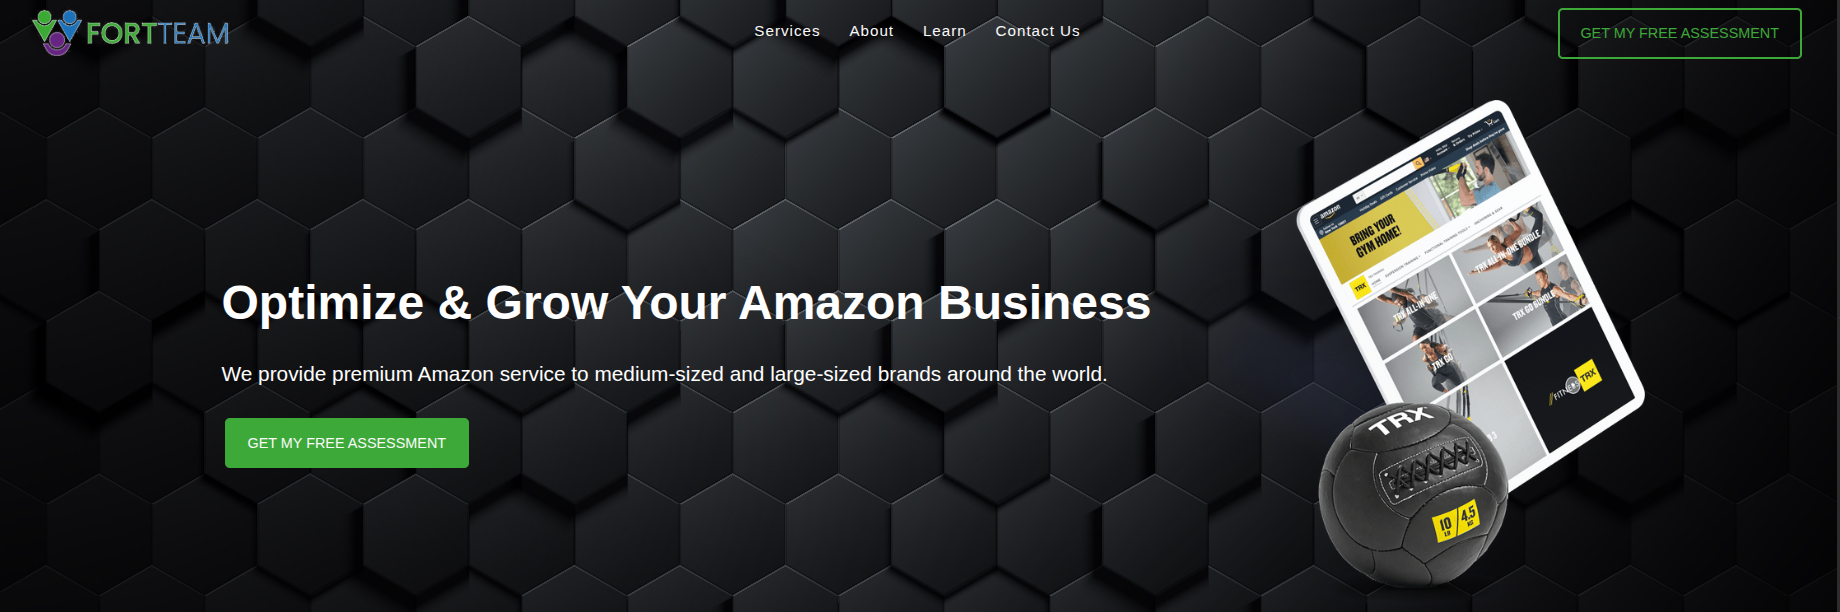 FORTTEAM
Services
About
Learn
Contact Us
GET MY FREE ASSESSMENT
Optimize & Grow Your Amazon Business
We provide premium Amazon service to medium-sized and large-sized brands around the world.
GET MY FREE ASSESSMENT
amazon
BRING YOUR
GYM HOME!
TRX
TRX ALL-IN-ONE
TRX ALL-IN-ONE BUNDLE
TRX GO
TRX GO BUNDLE
TRX
TRX
10
LB
4.5
KG